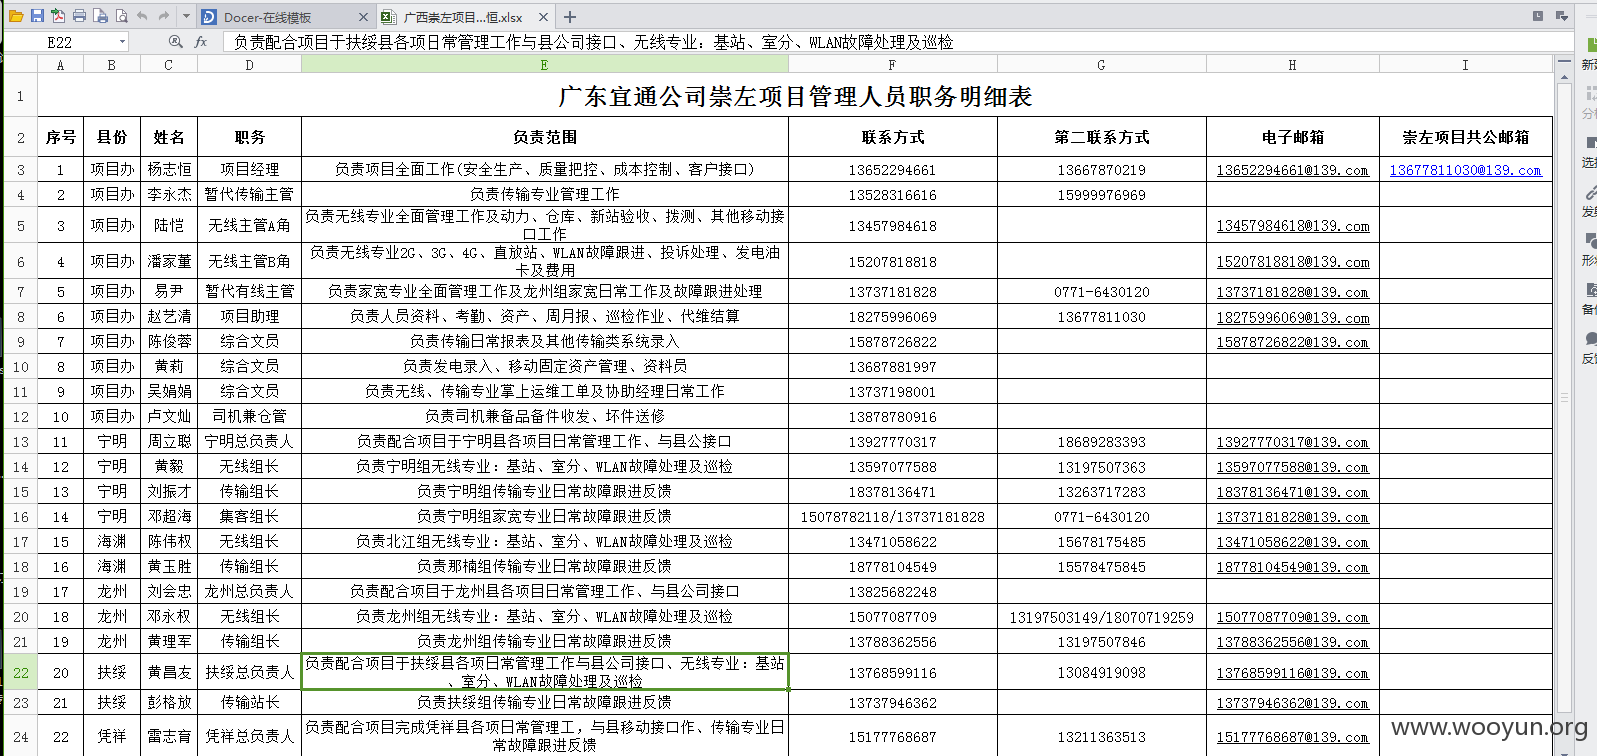 Docer-在线模板
广西崇左项目...恒.xlsx
E22
fx
负责配合项目于扶绥县各项日常管理工作与县公司接口、无线专业：基站、室分、WLAN故障处理及巡检
A B C D E F G H I
1 广东宜通公司崇左项目管理人员职务明细表
2 序号 县份 姓名 职务 负责范围 联系方式 第二联系方式 电子邮箱 崇左项目共公邮箱
3 1 项目办 杨志恒 项目经理 负责项目全面工作(安全生产、质量把控、成本控制、客户接口) 13652294661 13667870219 13652294661@139.com 13677811030@139.com
4 2 项目办 李永杰 暂代传输主管 负责传输专业管理工作 13528316616 15999976969
5 3 项目办 陆恺 无线主管A角 负责无线专业全面管理工作及动力、仓库、新站验收、拨测、其他移动接
口工作 13457984618 13457984618@139.com
6 4 项目办 潘家董 无线主管B角 负责无线专业2G、3G、4G、直放站、WLAN故障跟进、投诉处理、发电油
卡及费用 15207818818 15207818818@139.com
7 5 项目办 易尹 暂代有线主管 负责家宽专业全面管理工作及龙州组家宽日常工作及故障跟进处理 13737181828 0771-6430120 13737181828@139.com
8 6 项目办 赵艺清 项目助理 负责人员资料、考勤、资产、周月报、巡检作业、代维结算 18275996069 13677811030 18275996069@139.com
9 7 项目办 陈俊蓉 综合文员 负责传输日常报表及其他传输类系统录入 15878726822 15878726822@139.com
10 8 项目办 黄莉 综合文员 负责发电录入、移动固定资产管理、资料员 13687881997
11 9 项目办 吴娟娟 综合文员 负责无线、传输专业掌上运维工单及协助经理日常工作 13737198001
12 10 项目办 卢文灿 司机兼仓管 负责司机兼备品备件收发、坏件送修 13878780916
13 11 宁明 周立聪 宁明总负责人 负责配合项目于宁明县各项目日常管理工作、与县公接口 13927770317 18689283393 13927770317@139.com
14 12 宁明 黄毅 无线组长 负责宁明组无线专业：基站、室分、WLAN故障处理及巡检 13597077588 13197507363 13597077588@139.com
15 13 宁明 刘振才 传输组长 负责宁明组传输专业日常故障跟进反馈 18378136471 13263717283 18378136471@139.com
16 14 宁明 邓超海 集客组长 负责宁明组家宽专业日常故障跟进反馈 15078782118/13737181828 0771-6430120 13737181828@139.com
17 15 海渊 陈伟权 无线组长 负责北江组无线专业：基站、室分、WLAN故障处理及巡检 13471058622 15678175485 13471058622@139.com
18 16 海渊 黄玉胜 传输组长 负责那楠组传输专业日常故障跟进反馈 18778104549 15578475845 18778104549@139.com
19 17 龙州 刘会忠 龙州总负责人 负责配合项目于龙州县各项目日常管理工作、与县公司接口 13825682248
20 18 龙州 邓永权 无线组长 负责龙州组无线专业：基站、室分、WLAN故障处理及巡检 15077087709 13197503149/18070719259 15077087709@139.com
21 19 龙州 黄理军 传输组长 负责龙州组传输专业日常故障跟进反馈 13788362556 13197507846 13788362556@139.com
22 20 扶绥 黄昌友 扶绥总负责人 负责配合项目于扶绥县各项日常管理工作与县公司接口、无线专业：基站
、室分、WLAN故障处理及巡检 13768599116 13084919098 13768599116@139.com
23 21 扶绥 彭格放 传输站长 负责扶绥组传输专业日常故障跟进反馈 13737946362 13737946362@139.com
24 22 凭祥 雷志育 凭祥总负责人 负责配合项目完成凭祥县各项日常管理工，与县移动接口作、传输专业日
常故障跟进反馈 15177768687 13211363513 15177768687@139.com
www.wooyun.org